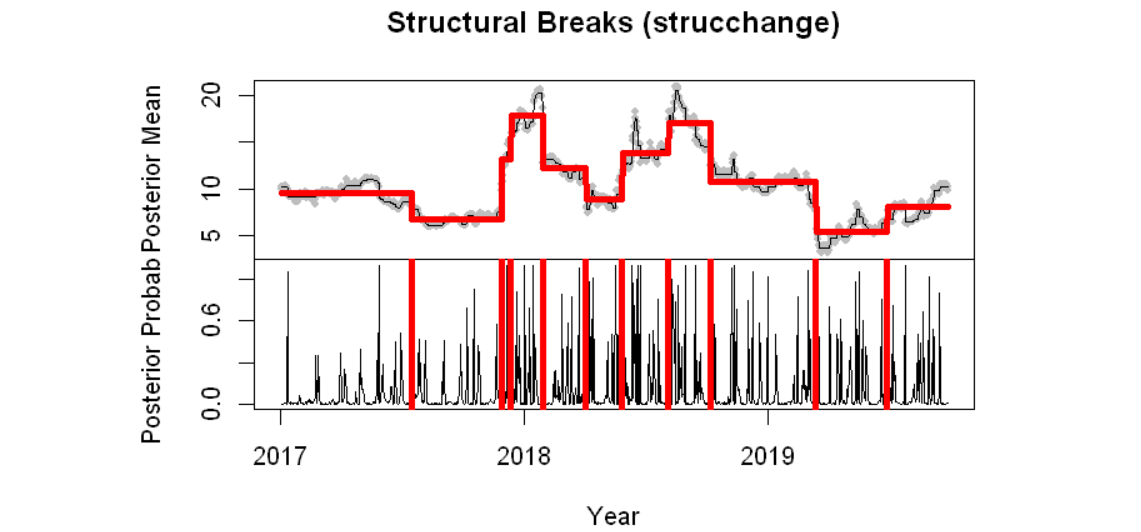 Structural Breaks (strucchange)
Posterior Mean
20
10
5
Posterior Probab
0.6
0.0
2017 2018 2019
Year